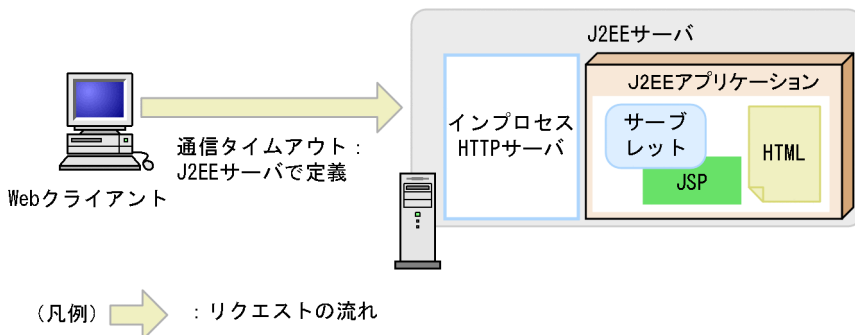 J2EEサーバ
J2EEアプリケーション
インプロセス
HTTPサーバ
サーブ
レット
JSP
HTML
通信タイムアウト：
J2EEサーバで定義
Webクライアント
（凡例）　：リクエストの流れ